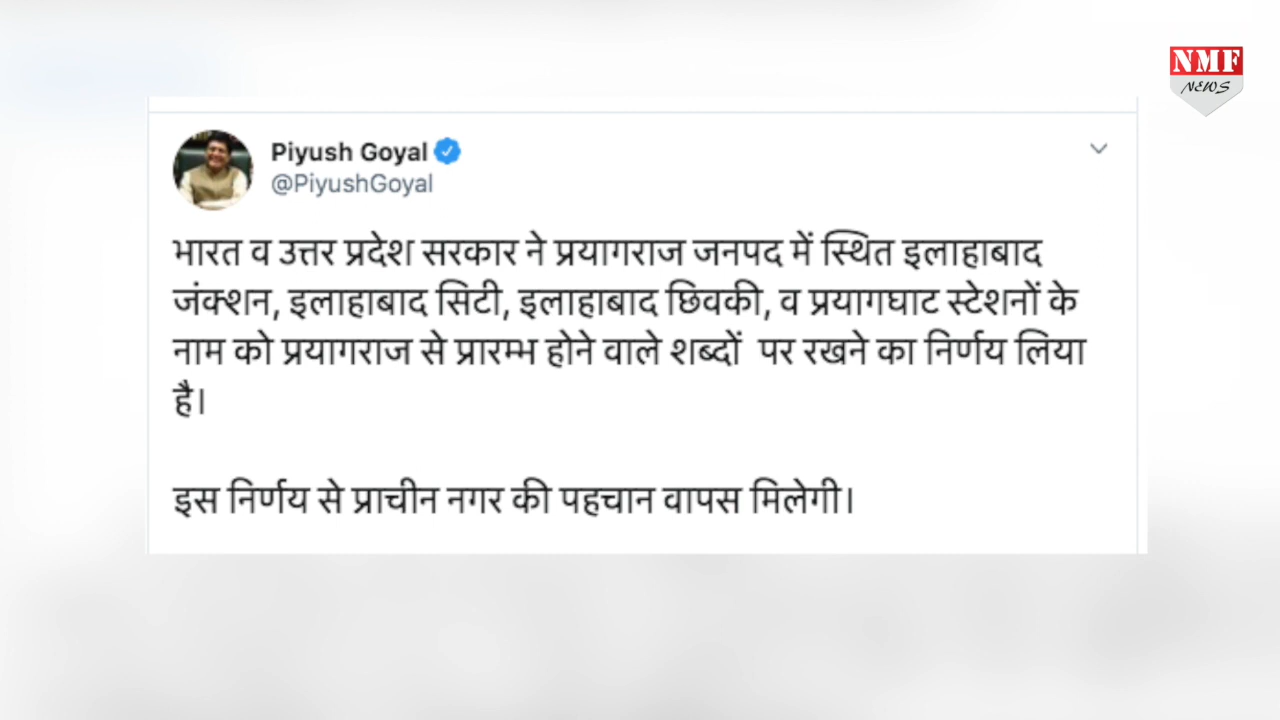 NMF
NEWS
Piyush Goyal
@PiyushGoyal
भारत व उत्तर प्रदेश सरकार ने प्रयागराज जनपद में स्थित इलाहाबाद
जंक्शन, इलाहाबाद सिटी, इलाहाबाद छिवकी, व प्रयागघाट स्टेशनों के
नाम को प्रयागराज से प्रारम्भ होने वाले शब्दों पर रखने का निर्णय लिया
है।
इस निर्णय से प्राचीन नगर की पहचान वापस मिलेगी।